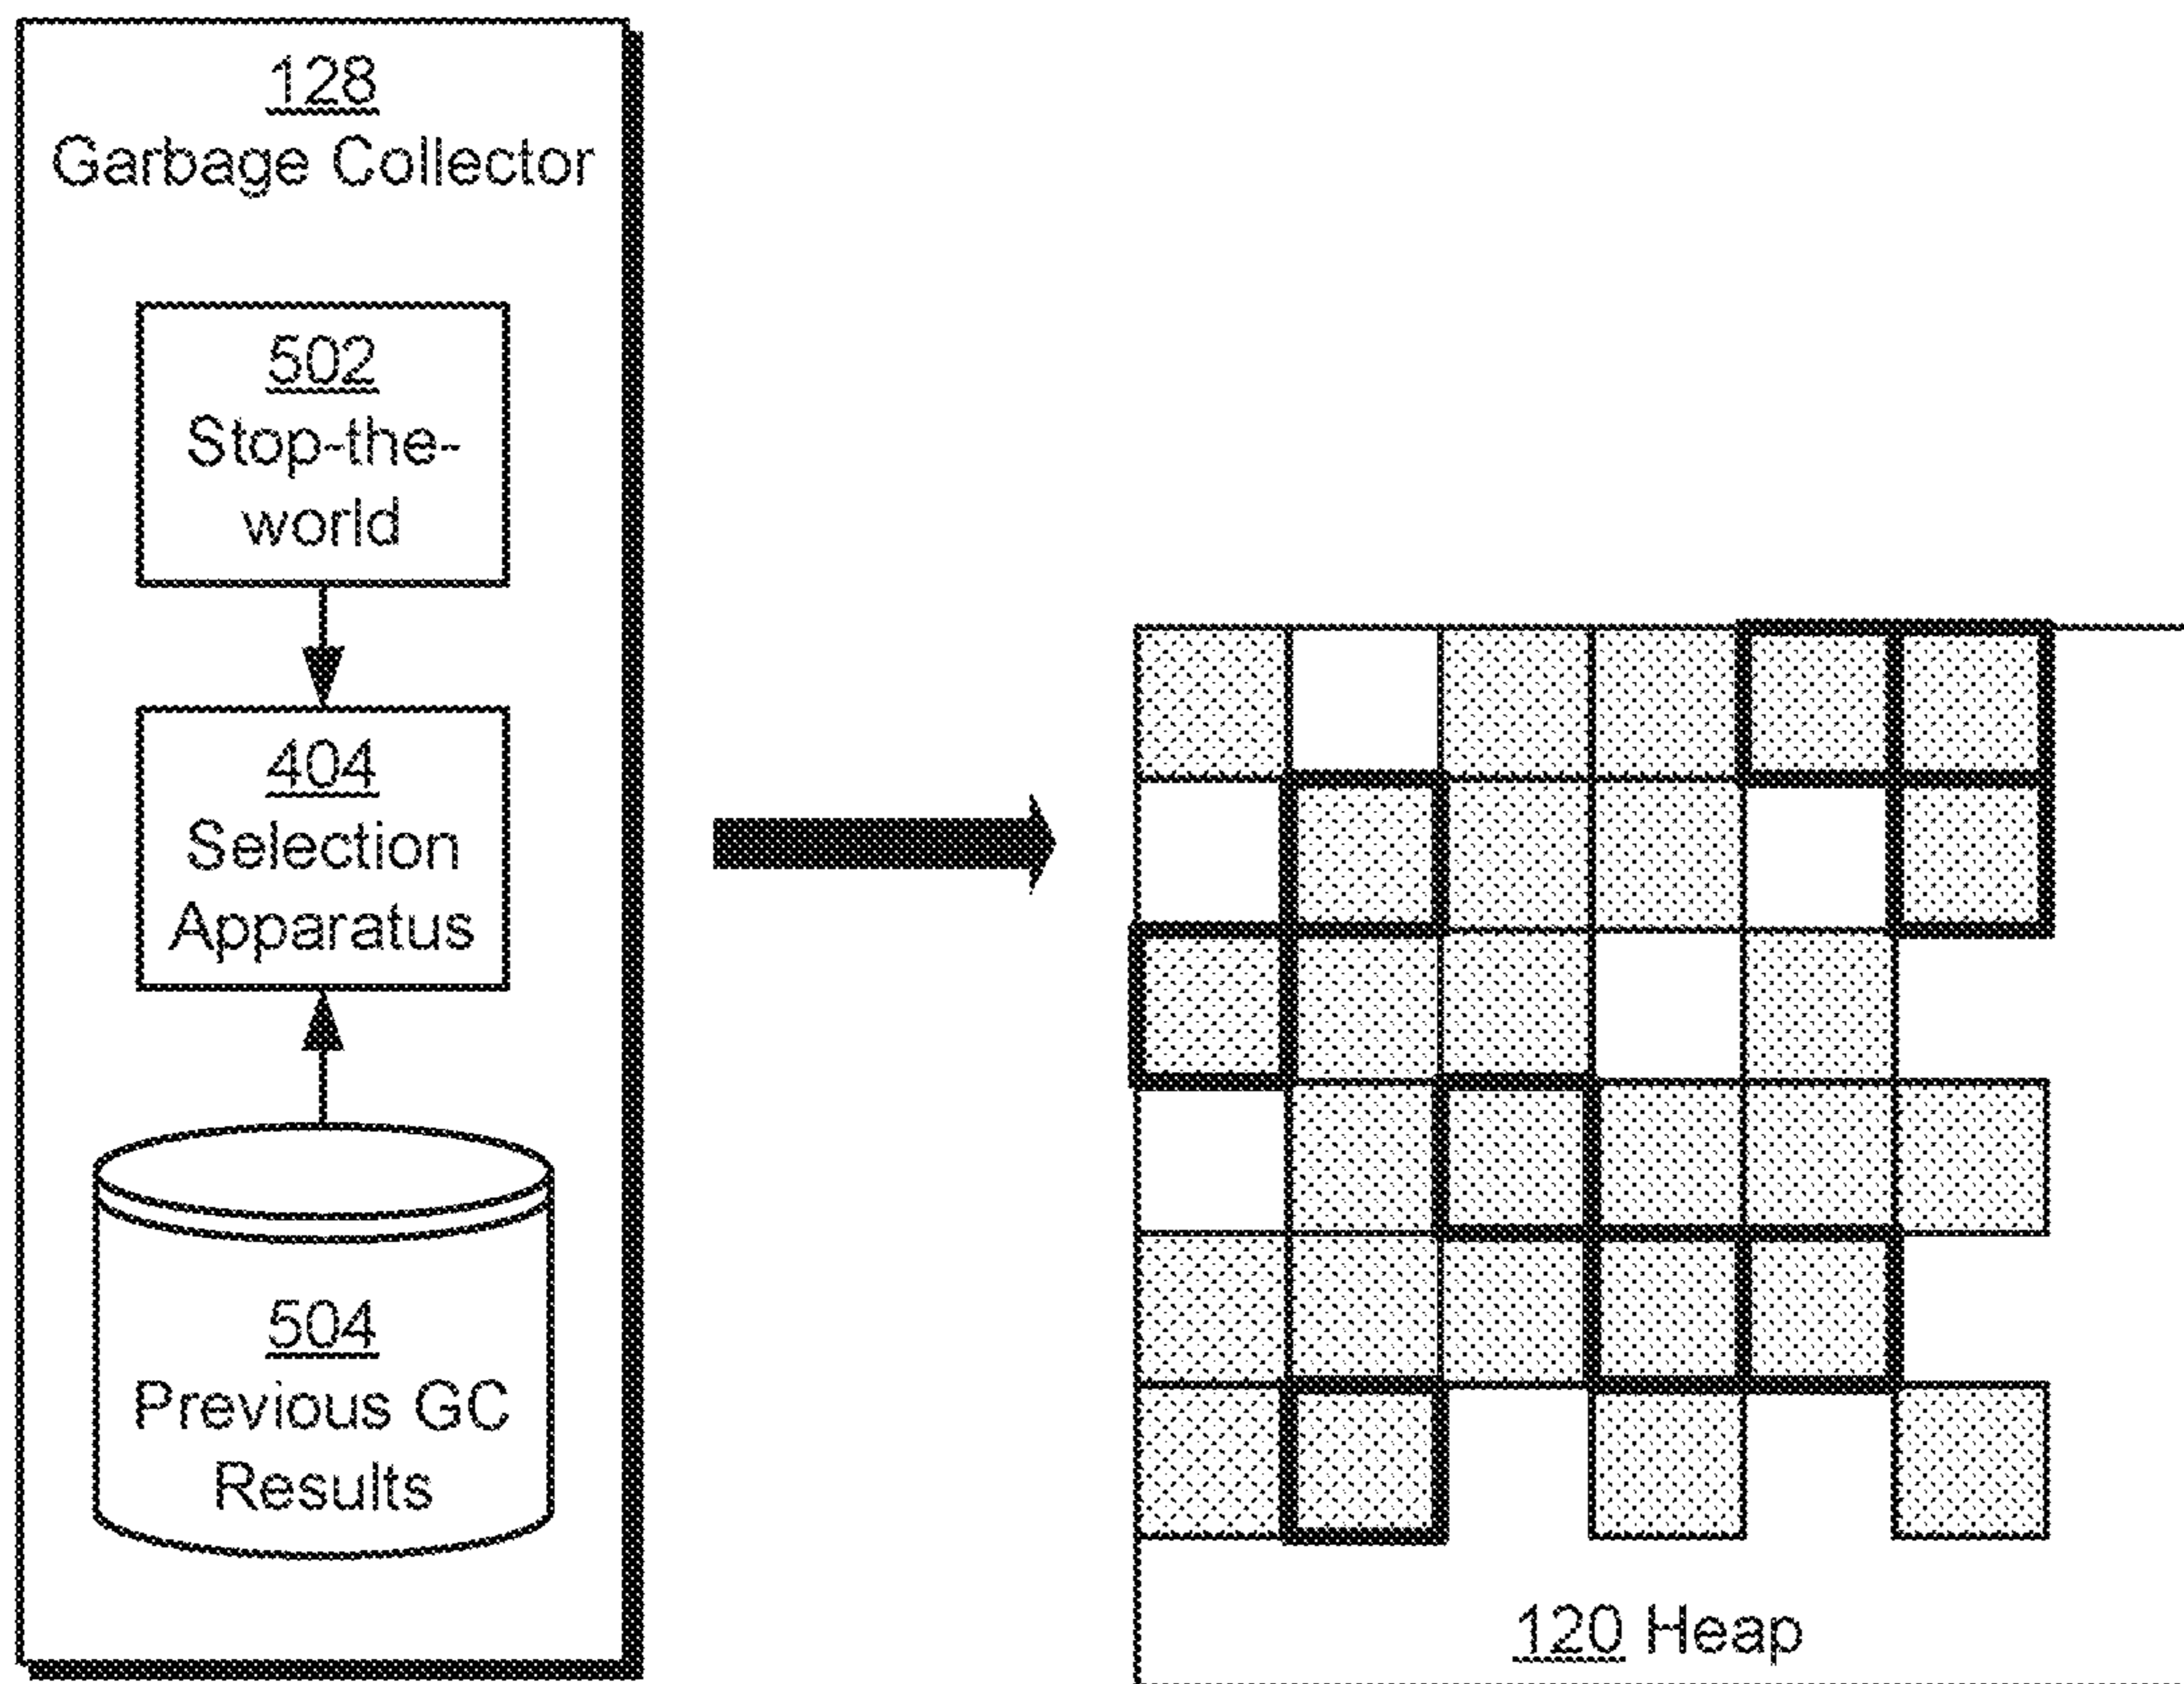 128
Garbage Collector
502
Stop-the-
world
404
Selection
Apparatus
504
Previous GC
Results
120 Heap